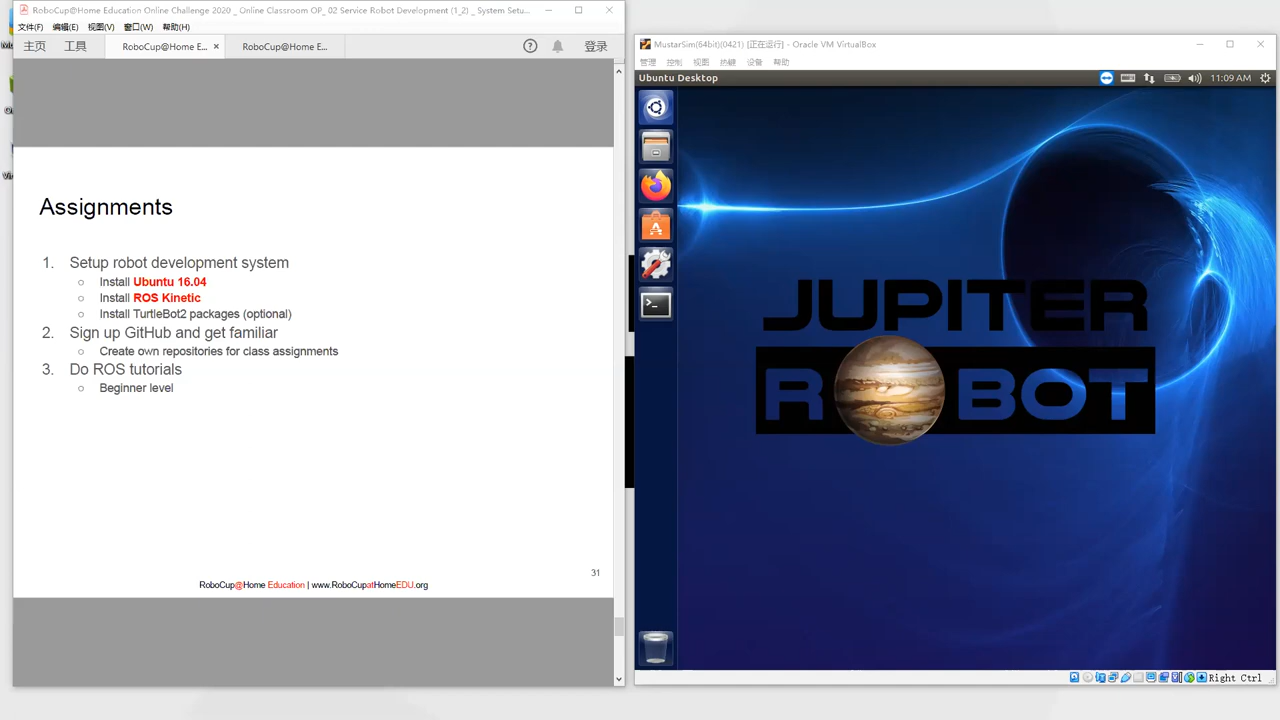 RoboCup@Home Education Online Challenge 2020 _ Online Classroom OP_ 02 Service Robot Development (1_2) _ System Setu...
文件(F) 编辑(E) 视图(V) 窗口(W) 帮助(H)
主页 工具 RoboCup@Home E... × RoboCup@Home E... 登录
Assignments
1. Setup robot development system
○ Install Ubuntu 16.04
○ Install ROS Kinetic
○ Install TurtleBot2 packages (optional)
2. Sign up GitHub and get familiar
○ Create own repositories for class assignments
3. Do ROS tutorials
○ Beginner level
31
RoboCup@Home Education | www.RoboCupatHomeEDU.org
MustarSim(64bit)(0421) [正在运行] - Oracle VM VirtualBox
管理 控制 视图 热键 设备 帮助
Ubuntu Desktop 11:09 AM
JUPITER
ROBOT
Right Ctrl